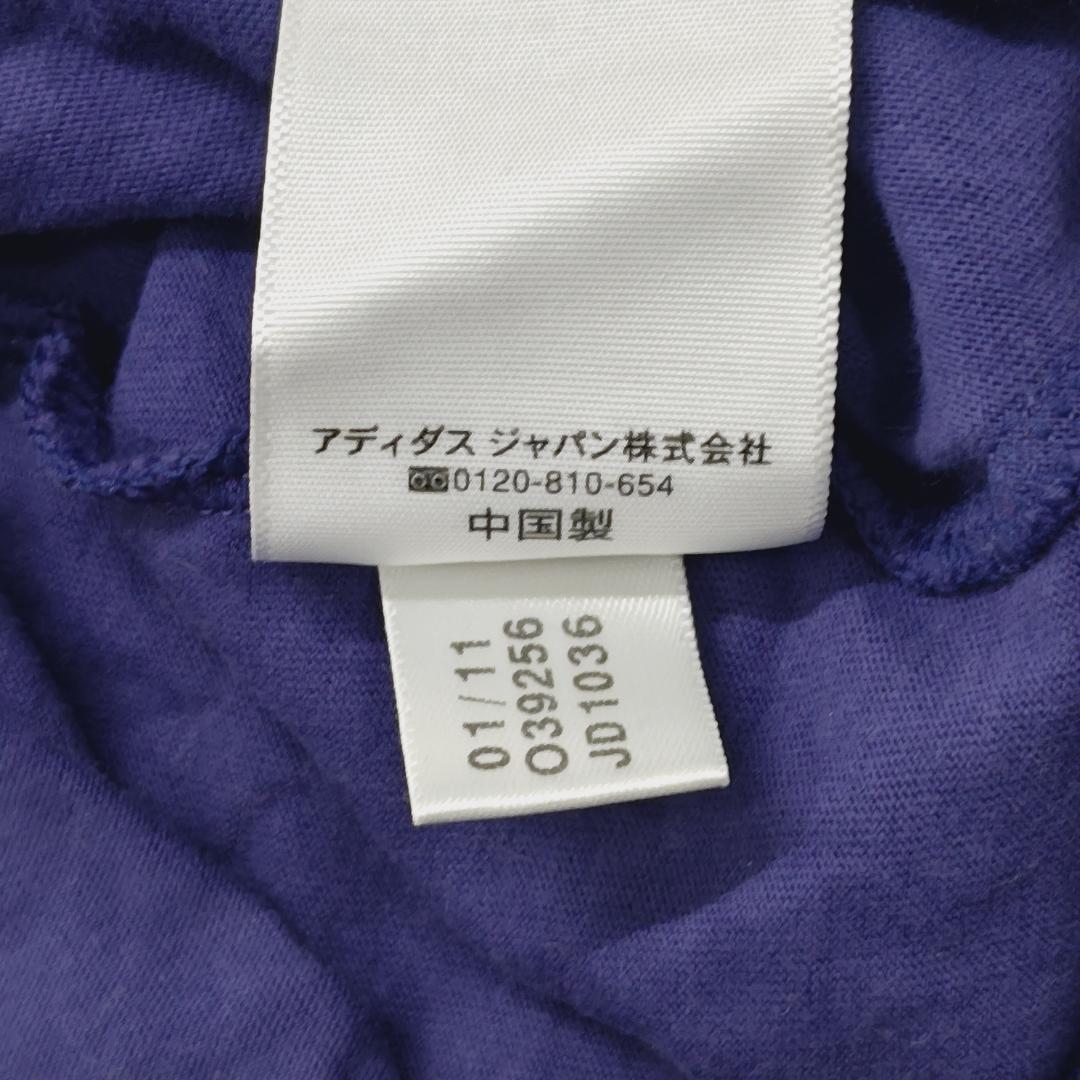 アディダス ジャパン株式会社
0120-810-654
中国製
01/11
O39256
JD1036